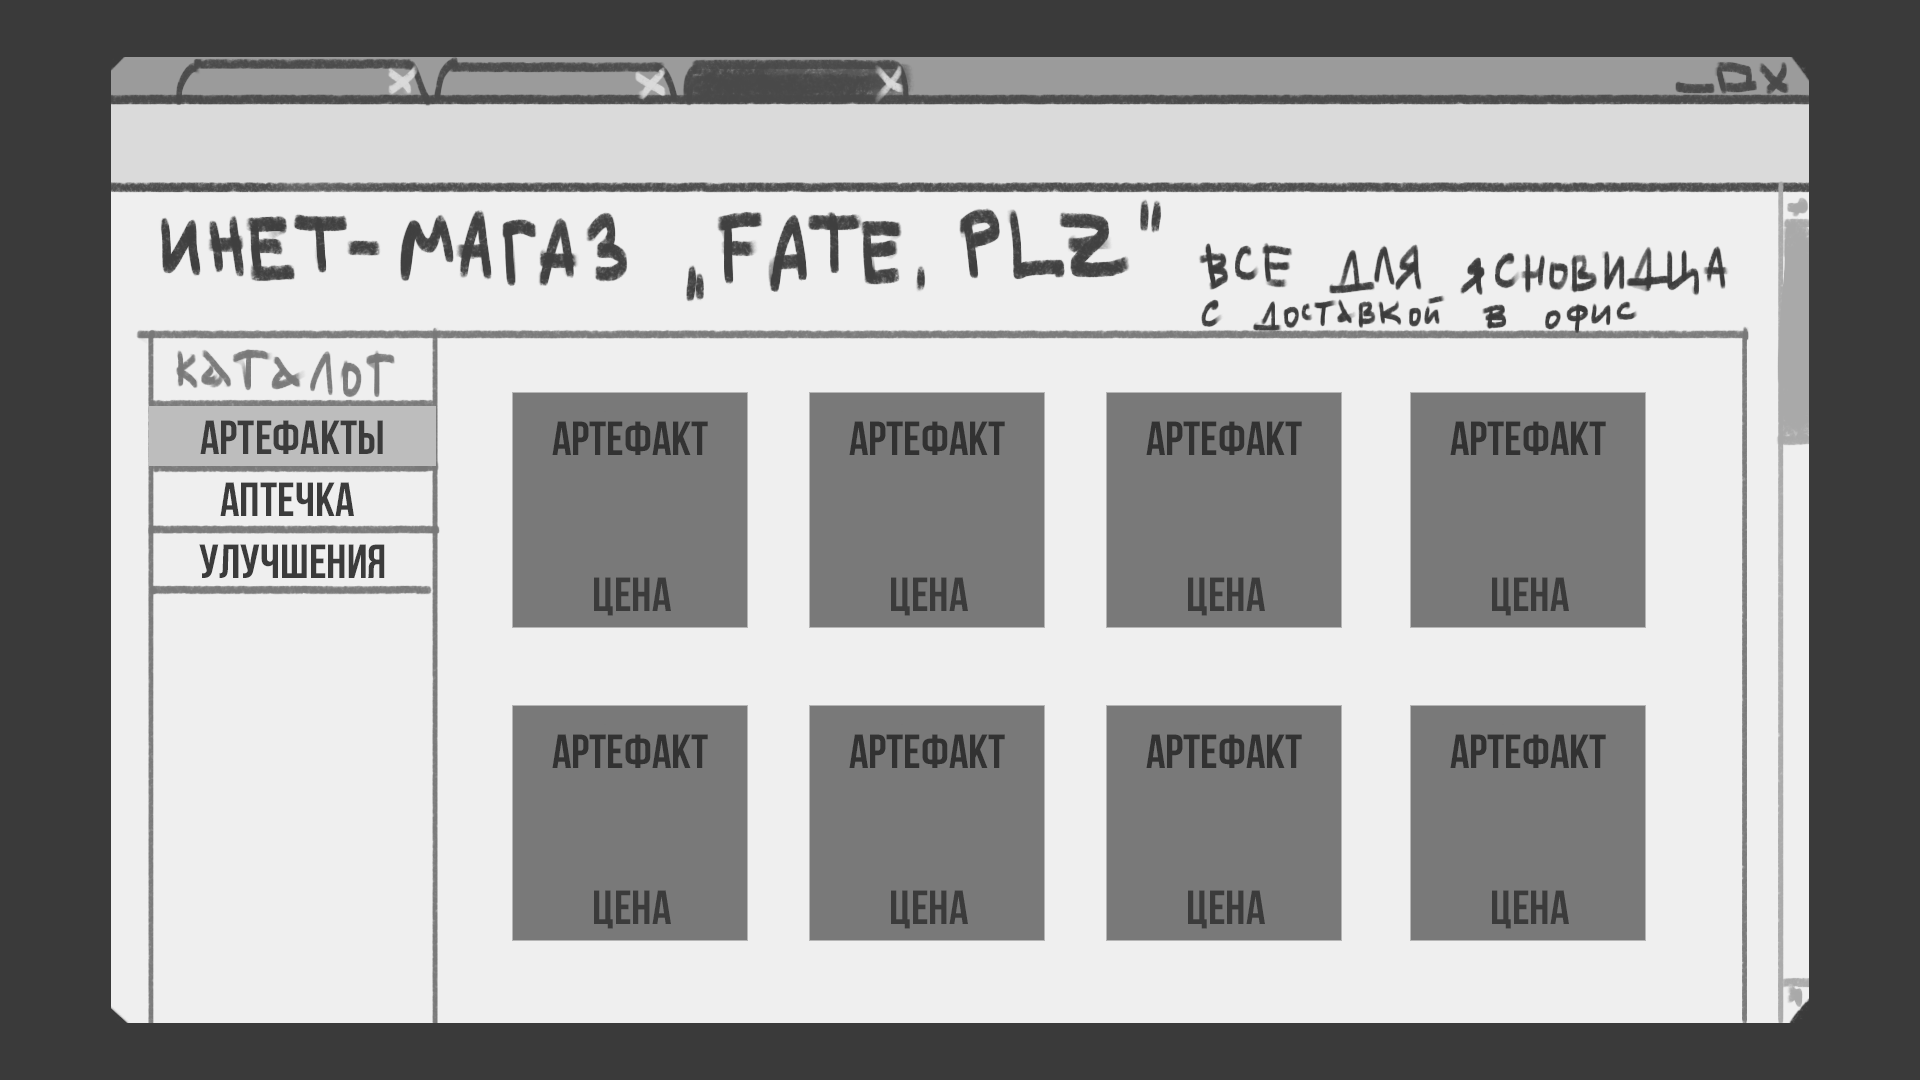 ИНЕТ-МАГАЗ „FATE, PLZ"
ВСЕ ДЛЯ ЯСНОВИДЦА
С ДОСТАВКОЙ В ОФИС
КАТАЛОГ
АРТЕФАКТЫ
АПТЕЧКА
УЛУЧШЕНИЯ
АРТЕФАКТ АРТЕФАКТ АРТЕФАКТ АРТЕФАКТ
ЦЕНА ЦЕНА ЦЕНА ЦЕНА
АРТЕФАКТ АРТЕФАКТ АРТЕФАКТ АРТЕФАКТ
ЦЕНА ЦЕНА ЦЕНА ЦЕНА